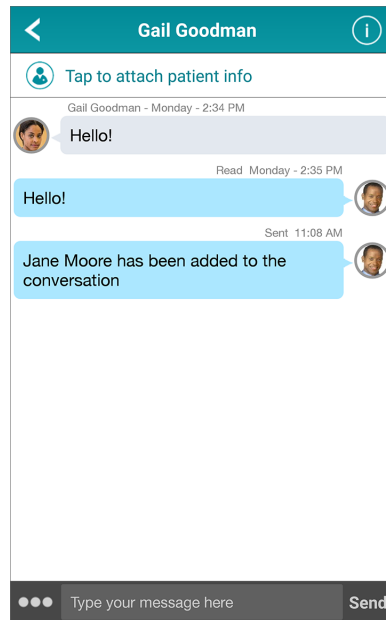 Gail Goodman
Tap to attach patient info
Gail Goodman - Monday - 2:34 PM
Hello!
Read Monday - 2:35 PM
Hello!
Sent 11:08 AM
Jane Moore has been added to the
conversation
Type your message here
Send